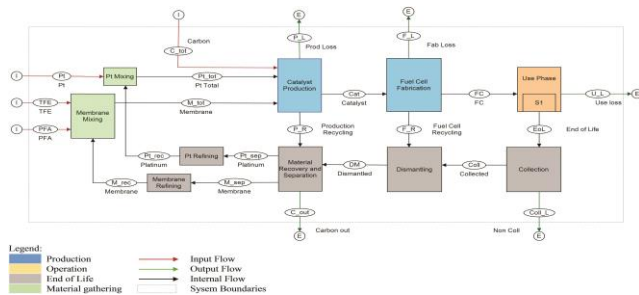 I
E
E
C_tot
P_L
F_L
Carbon
Prod Loss
Fab Loss
I
Pt
Pt
Pt Mixing
Pt_tot
Pt Total
Catalyst
Production
Cat
Catalyst
Fuel Cell
Fabrication
FC
FC
Use Phase
S1
U_L
Use loss
E
I
TFE
TFE
Membrane
Mixing
M_tot
Membrane
I
PFA
PFA
P_R
Production
Recycling
F_R
Fuel Cell
Recycling
EoL
End of Life
Pt_rec
Platinum
Pt Refining
Pt_sep
Platinum
Material
Recovery and
Separation
DM
Dismantled
Dismantling
Coll
Collected
Collection
M_rec
Membrane
Membrane
Refining
M_sep
Membrane
C_out
Carbon out
Coll_L
Non Coll
E
E
Legend:
Production
Input Flow
Operation
Output Flow
End of Life
Internal Flow
Material gathering
Sysem Boundaries